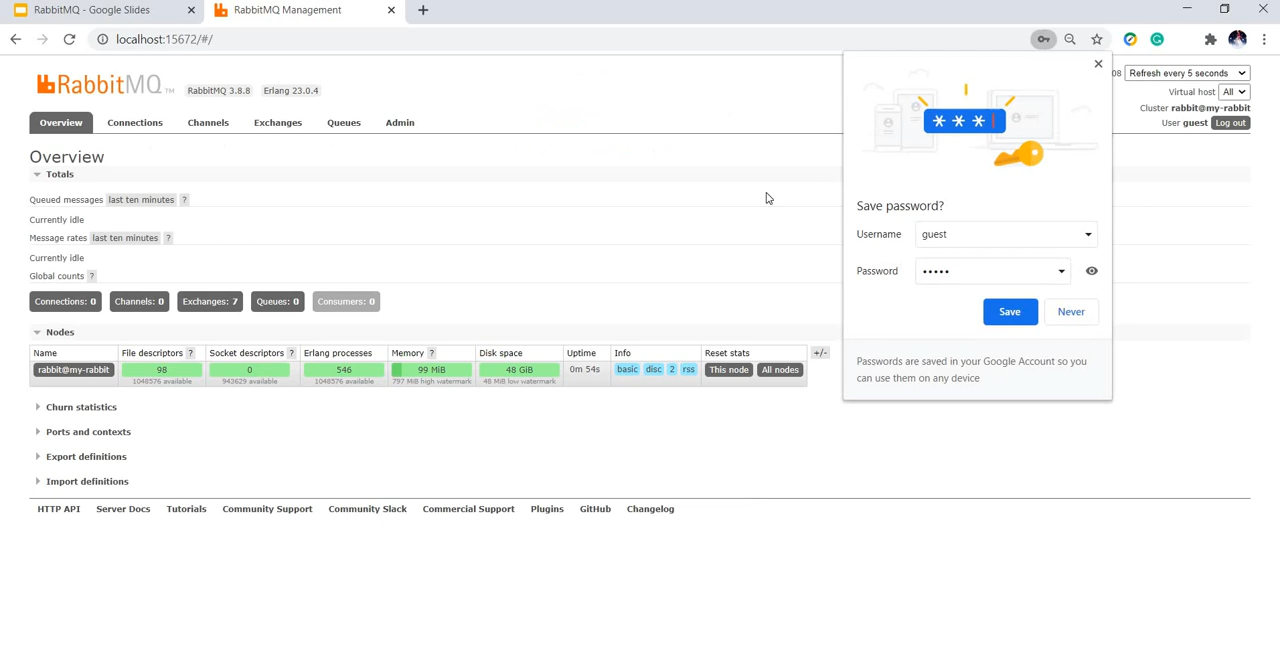 RabbitMQ - Google Slides
RabbitMQ Management
localhost:15672/#/
RabbitMQ TM
RabbitMQ 3.8.8
Erlang 23.0.4
Refresh every 5 seconds
Virtual host All
Cluster rabbit@my-rabbit
User guest Log out
Overview Connections Channels Exchanges Queues Admin
Overview
Totals
Queued messages last ten minutes ?
Currently idle
Message rates last ten minutes ?
Currently idle
Global counts ?
Connections: 0 Channels: 0 Exchanges: 7 Queues: 0 Consumers: 0
Nodes
Name File descriptors ? Socket descriptors ? Erlang processes Memory ? Disk space Uptime Info Reset stats +/-
rabbit@my-rabbit 98 0 546 99 MiB 48 GiB 0m 54s basic disc 2 rss This node All nodes
1048576 available 943629 available 1048576 available 797 MiB high watermark 48 MiB low watermark
Churn statistics
Ports and contexts
Export definitions
Import definitions
HTTP API Server Docs Tutorials Community Support Community Slack Commercial Support Plugins GitHub Changelog
* * *
Save password?
Username guest
Password •••••
Save Never
Passwords are saved in your Google Account so you
can use them on any device